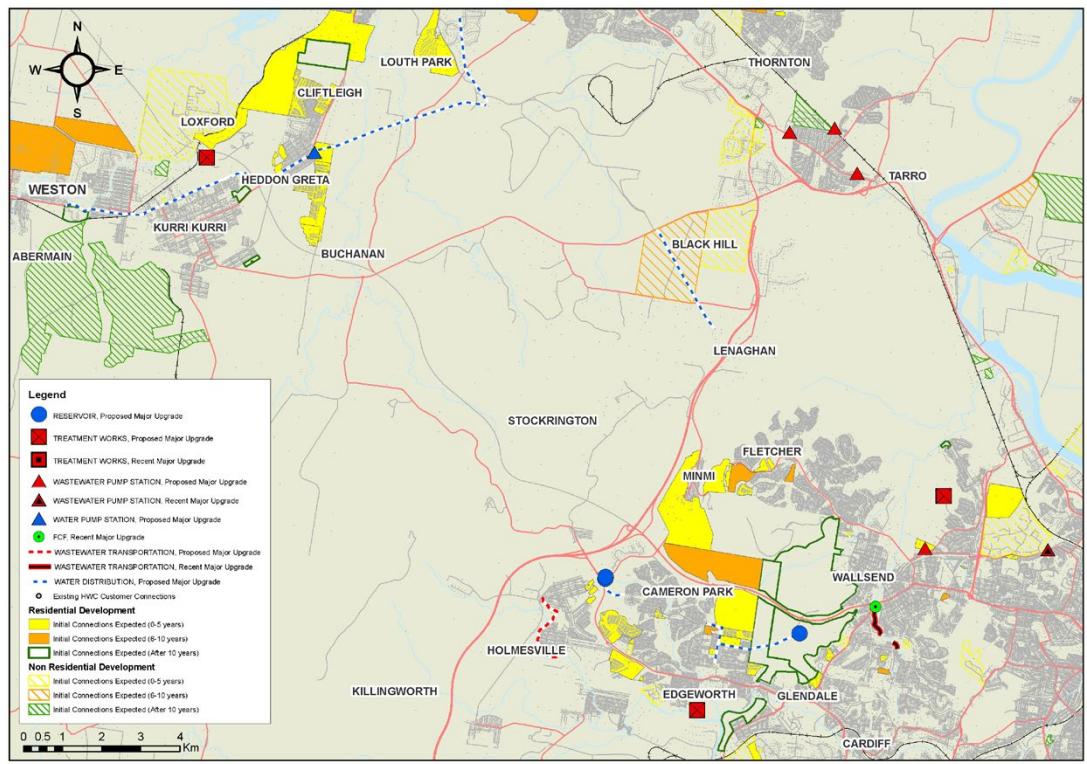 N
W E
S
LOUTH PARK
THORNTON
CLIFTLEIGH
LOXFORD
HEDDON GRETA
TARRO
WESTON
KURRI KURRI
BLACK HILL
BUCHANAN
ABERMAIN
LENAGHAN
STOCKRINGTON
FLETCHER
MINMI
WALLSEND
CAMERON PARK
HOLMESVILLE
KILLINGWORTH
EDGEWORTH
GLENDALE
CARDIFF
Legend
RESERVOIR, Proposed Major Upgrade
TREATMENT WORKS, Proposed Major Upgrade
TREATMENT WORKS, Recent Major Upgrade
WASTEWATER PUMP STATION, Proposed Major Upgrade
WASTEWATER PUMP STATION, Recent Major Upgrade
WATER PUMP STATION, Proposed Major Upgrade
FCF, Recent Major Upgrade
WASTEWATER TRANSPORTATION, Proposed Major Upgrade
WASTEWATER TRANSPORTATION, Recent Major Upgrade
WATER DISTRIBUTION, Proposed Major Upgrade
Existing HWC Customer Connections
Residential Development
Initial Connections Expected (0-5 years)
Initial Connections Expected (6-10 years)
Initial Connections Expected (After 10 years)
Non Residential Development
Initial Connections Expected (0-5 years)
Initial Connections Expected (6-10 years)
Initial Connections Expected (After 10 years)
0 0.5 1 2 3 4
Km